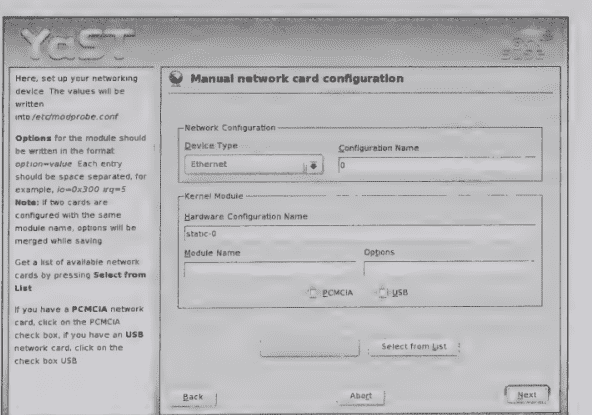 YaST
Here, set up your networking
device. The values will be
written
into /etc/modprobe.conf
Options for the module should
be written in the format
option=value. Each entry
should be space separated, for
example, io=0x300 irq=5
Note: If two cards are
configured with the same
module name, options will be
merged while saving
Get a list of available network
cards by pressing Select from
List
If you have a PCMCIA network
card, click on the PCMCIA
check box, if you have an USB
network card, click on the
check box USB
Manual network card configuration
Network Configuration
Device Type
Configuration Name
Ethernet
0
Kernel Module
Hardware Configuration Name
static-0
Module Name
Options
PCMCIA
USB
Select from List
Back
Abort
Next